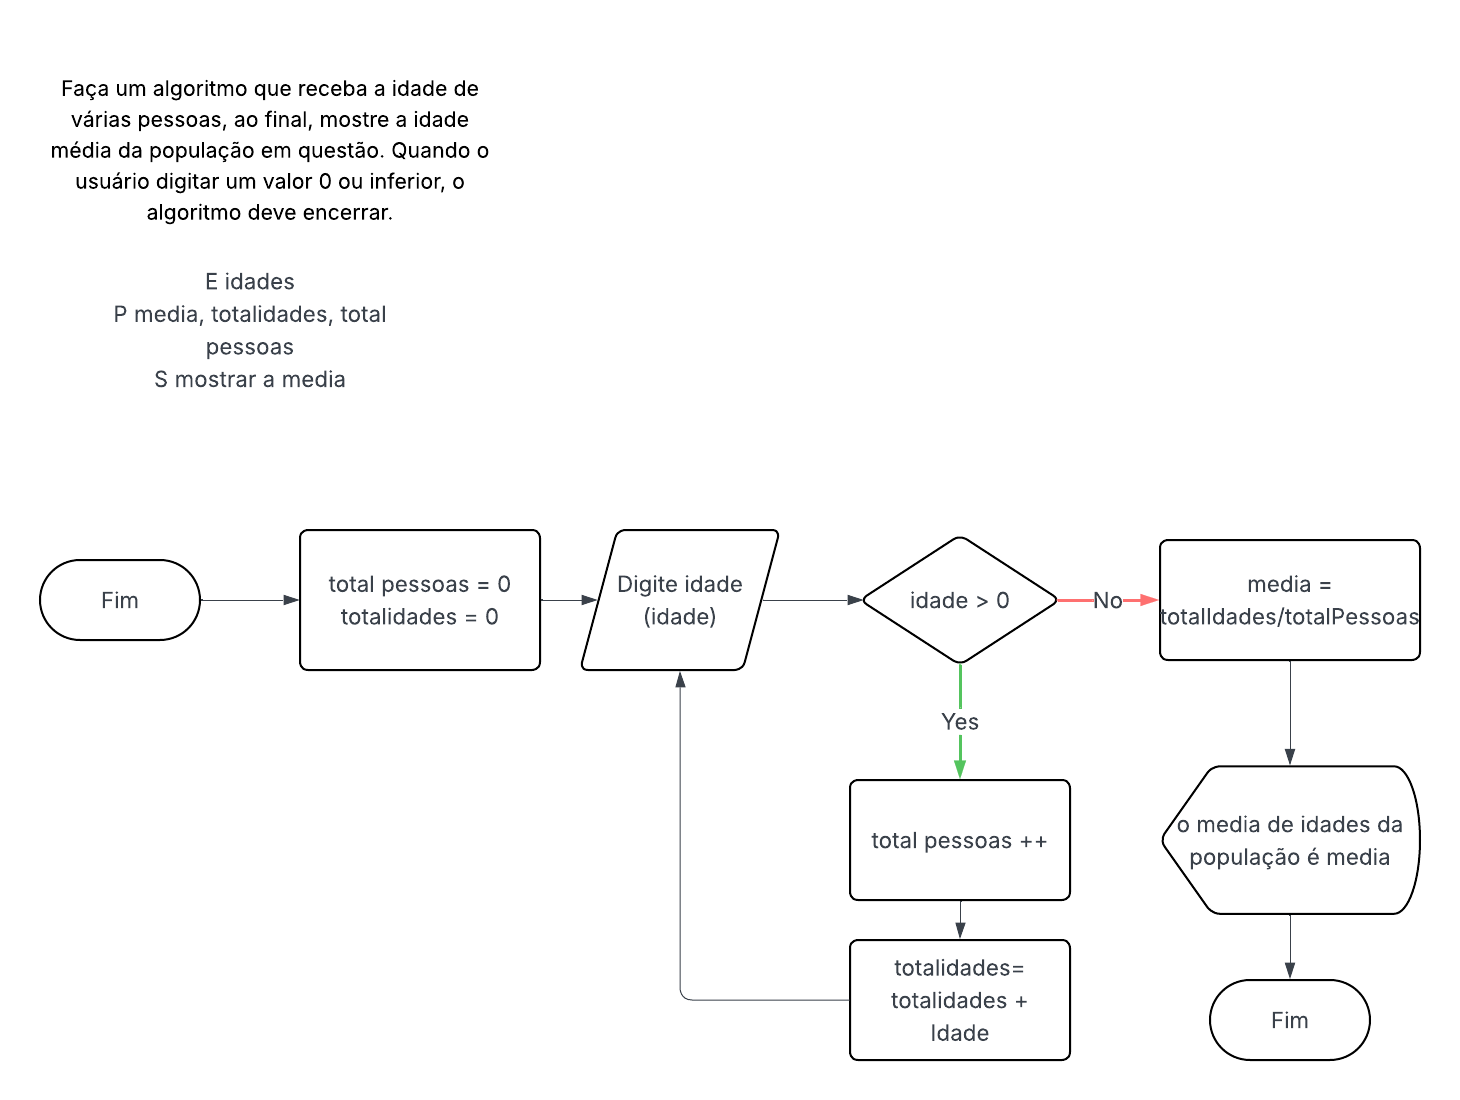 Faça um algoritmo que receba a idade de
várias pessoas, ao final, mostre a idade
média da população em questão. Quando o
usuário digitar um valor 0 ou inferior, o
algoritmo deve encerrar.
E idades
P media, totalidades, total
pessoas
S mostrar a media
Fim
total pessoas = 0
totalidades = 0
Digite idade
(idade)
idade > 0
No
media =
totalIdades/totalPessoas
Yes
total pessoas ++
totalidades=
totalidades +
Idade
o media de idades da
população é media
Fim